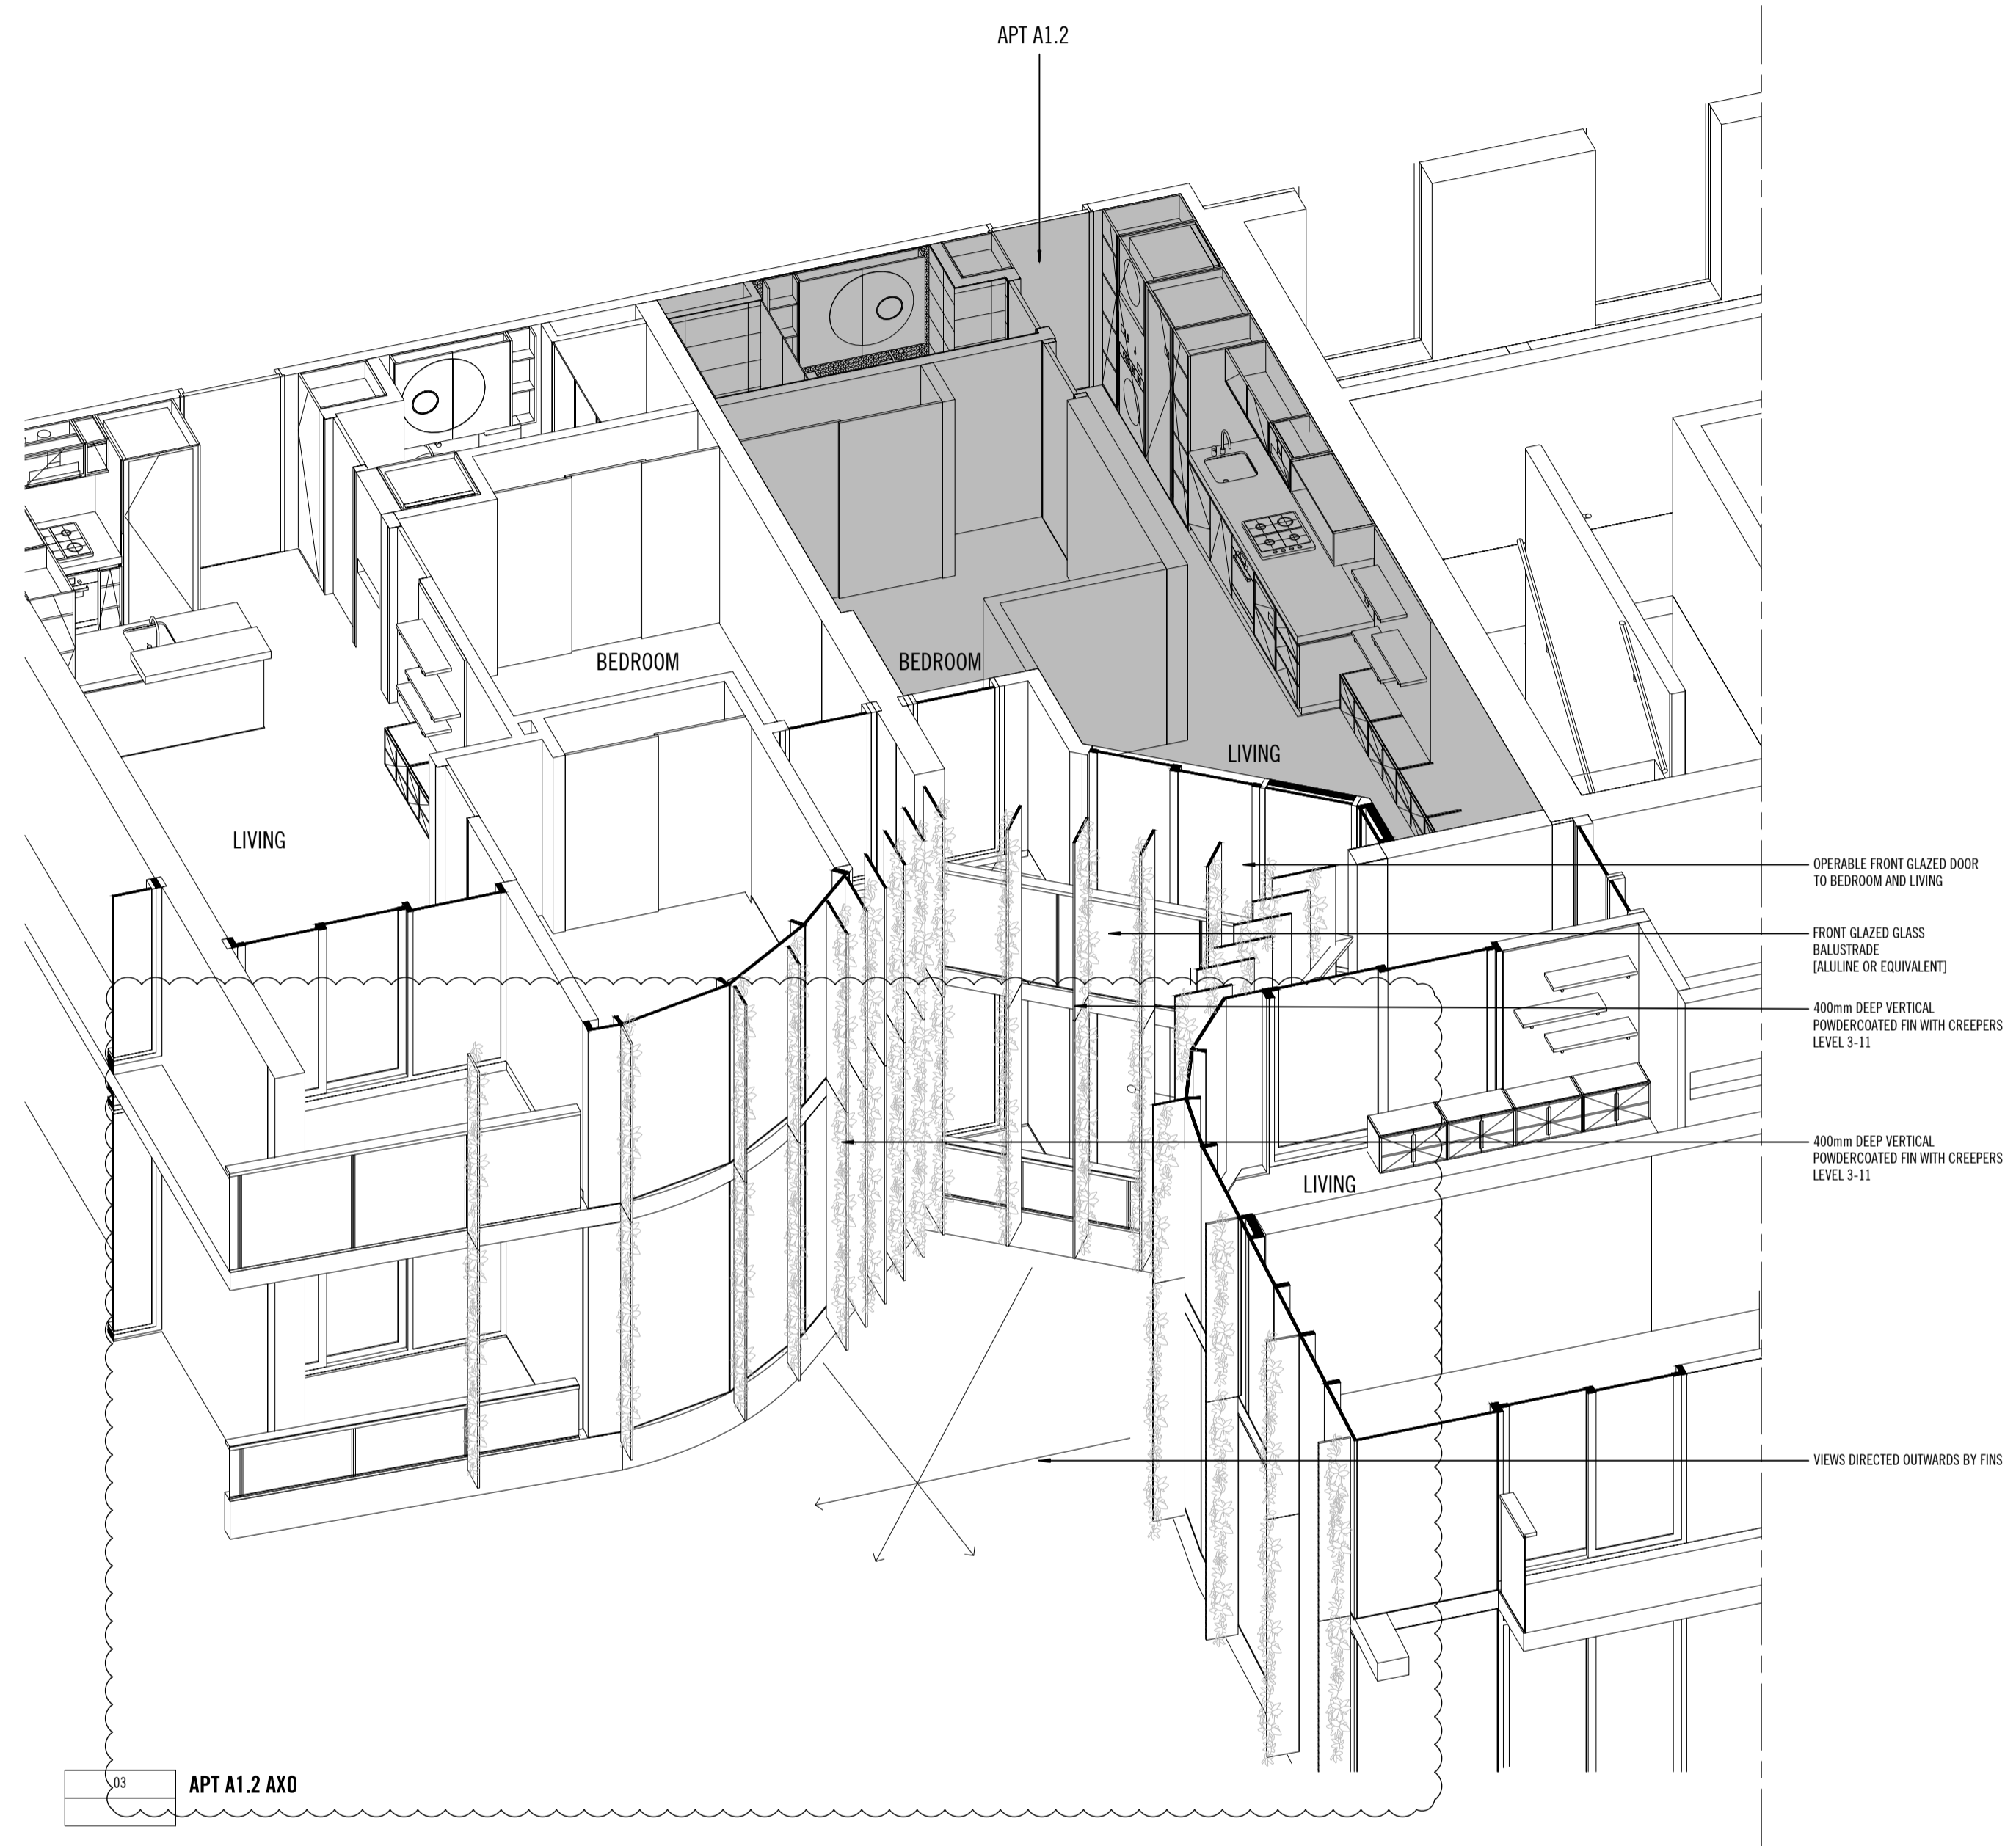 APT A1.2
BEDROOM
BEDROOM
LIVING
LIVING
OPERABLE FRONT GLAZED DOOR
TO BEDROOM AND LIVING
FRONT GLAZED GLASS
BALUSTRADE
[ALULINE OR EQUIVALENT]
400mm DEEP VERTICAL
POWDERCOATED FIN WITH CREEPERS
LEVEL 3-11
400mm DEEP VERTICAL
POWDERCOATED FIN WITH CREEPERS
LEVEL 3-11
LIVING
VIEWS DIRECTED OUTWARDS BY FINS
03
APT A1.2 AXO